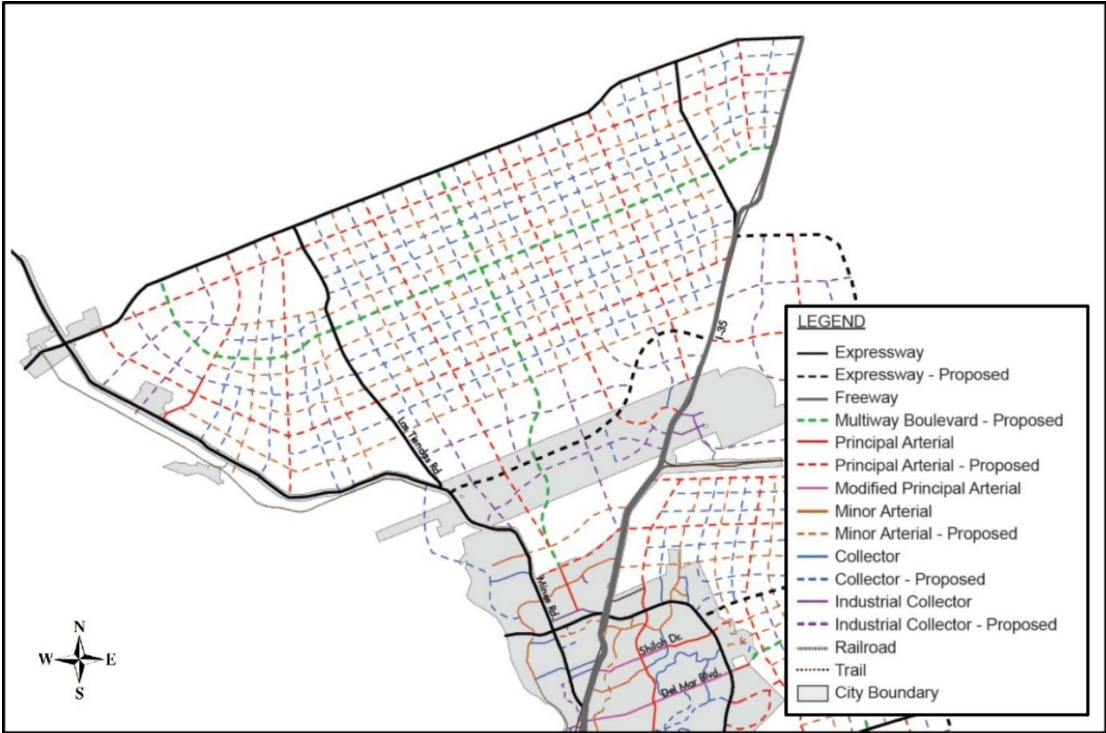 I-35
LEGEND
Expressway
Expressway - Proposed
Freeway
Multiway Boulevard - Proposed
Principal Arterial
Principal Arterial - Proposed
Modified Principal Arterial
Minor Arterial
Minor Arterial - Proposed
Collector
Collector - Proposed
Industrial Collector
Industrial Collector - Proposed
Railroad
Trail
City Boundary
Las Tiendas Rd.
Mines Rd.
Shiloh Dr.
Del Mar Blvd.
N
W E
S